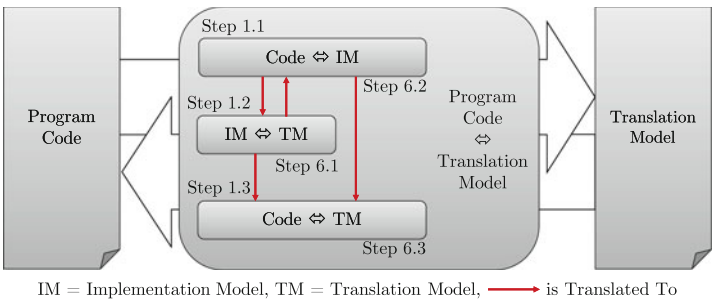 Step 1.1
Code ⇔ IM
Step 6.2
Program
Code
Step 1.2
IM ⇔ TM
Step 6.1
Program
Code
⇔
Translation
Model
Translation
Model
Step 1.3
Code ⇔ TM
Step 6.3
IM = Implementation Model, TM = Translation Model, is Translated To